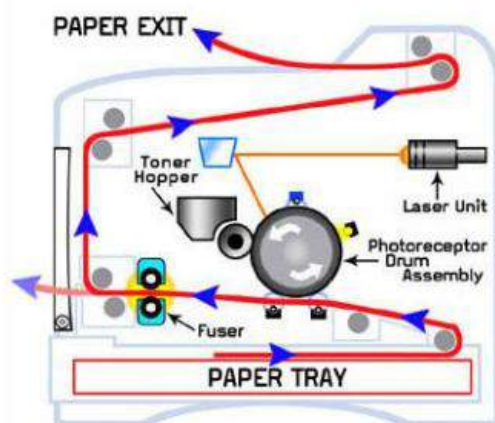 PAPER EXIT
Toner
Hopper
Laser Unit
Photoreceptor
Drum
Assembly
Fuser
PAPER TRAY